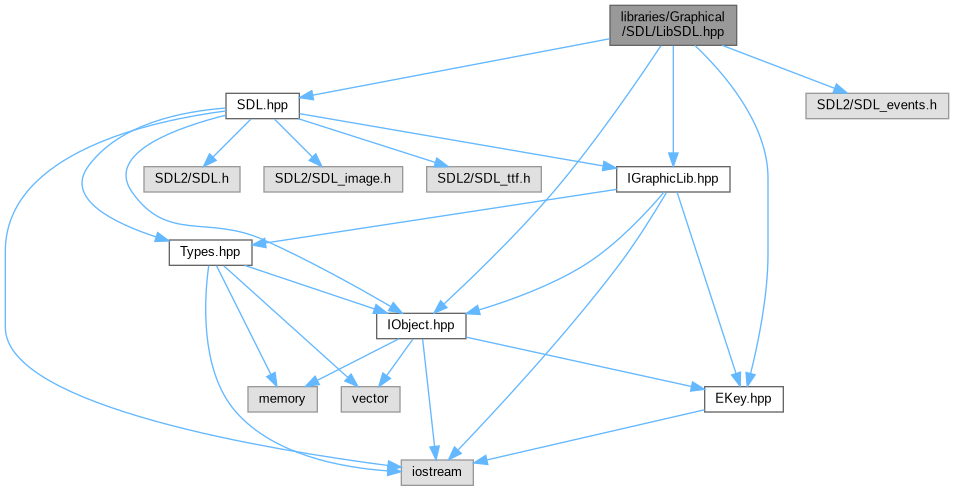 libraries/Graphical
/SDL/LibSDL.hpp
SDL.hpp
SDL2/SDL_events.h
SDL2/SDL.h
SDL2/SDL_image.h
SDL2/SDL_ttf.h
IGraphicLib.hpp
Types.hpp
IObject.hpp
memory
vector
EKey.hpp
iostream